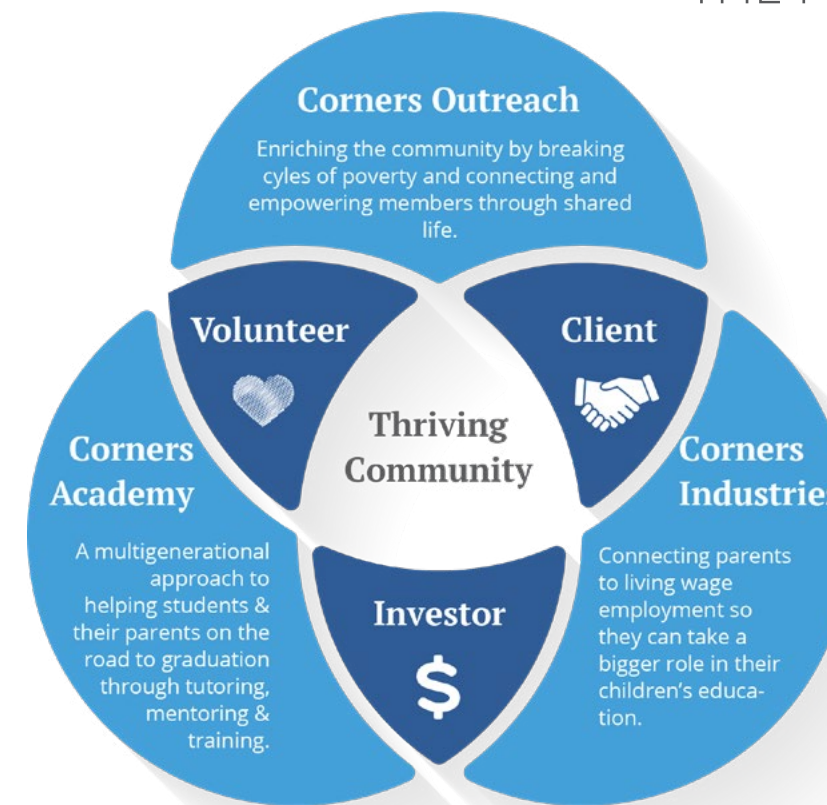 Corners Outreach
Enriching the community by breaking
cyles of poverty and connecting and
empowering members through shared
life.
Volunteer
Client
Thriving
Community
Corners
Academy
A multigenerational
approach to
helping students &
their parents on the
road to graduation
through tutoring,
mentoring &
training.
Corners
Industries
Connecting parents
to living wage
employment so
they can take a
bigger role in their
children's educa-
tion.
Investor
$